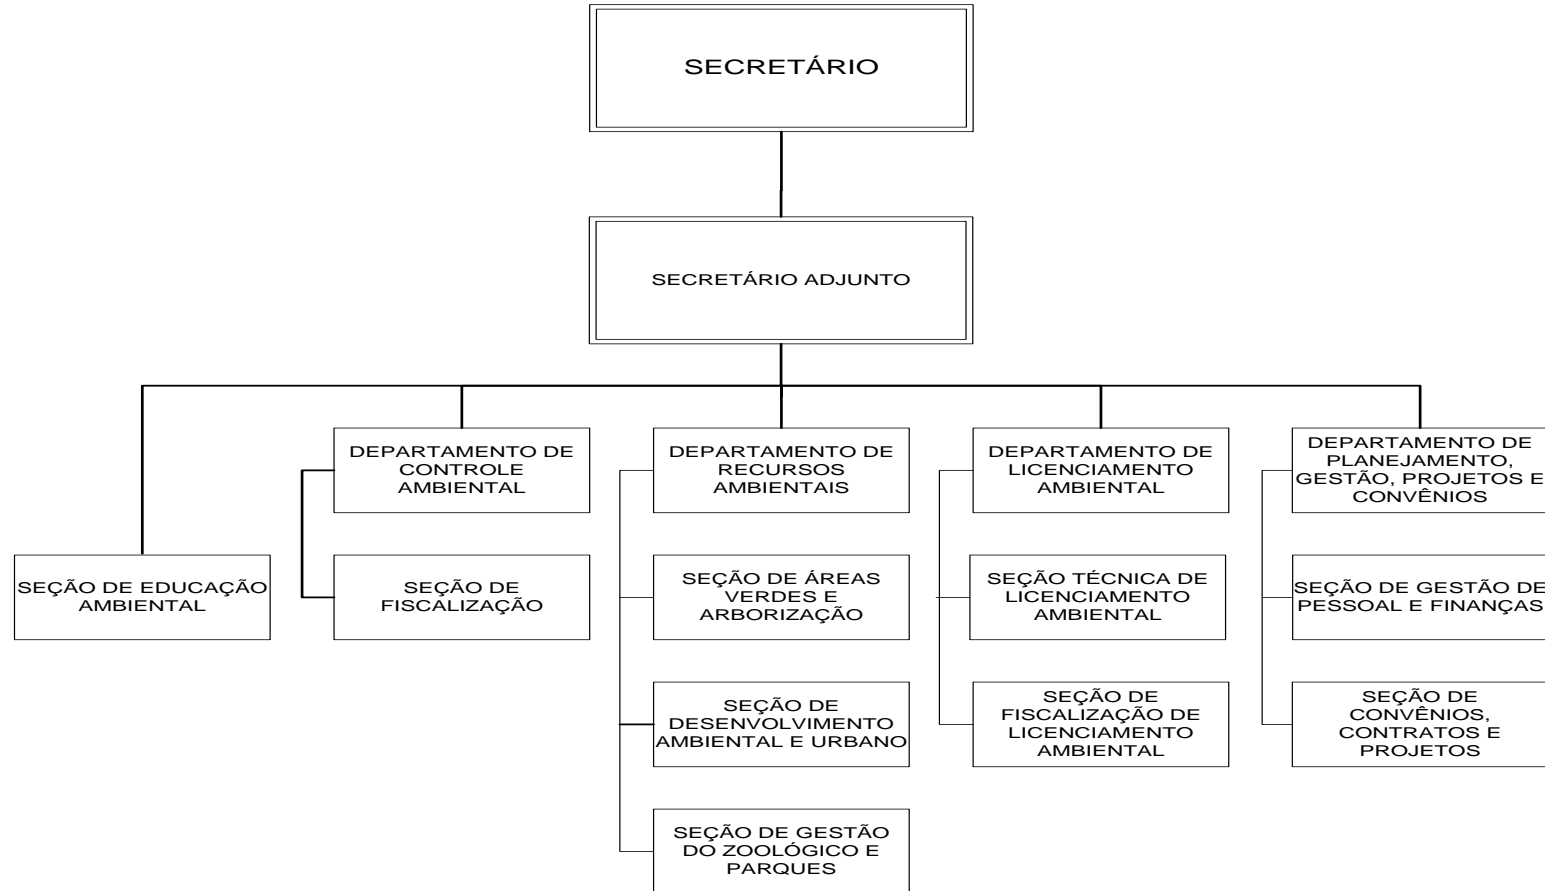 SECRETÁRIO
SECRETÁRIO ADJUNTO
DEPARTAMENTO DE
CONTROLE
AMBIENTAL
DEPARTAMENTO DE
RECURSOS
AMBIENTAIS
DEPARTAMENTO DE
LICENCIAMENTO
AMBIENTAL
DEPARTAMENTO DE
PLANEJAMENTO,
GESTÃO, PROJETOS E
CONVÊNIOS
SEÇÃO DE EDUCAÇÃO
AMBIENTAL
SEÇÃO DE
FISCALIZAÇÃO
SEÇÃO DE ÁREAS
VERDES E
ARBORIZAÇÃO
SEÇÃO TÉCNICA DE
LICENCIAMENTO
AMBIENTAL
SEÇÃO DE GESTÃO DE
PESSOAL E FINANÇAS
SEÇÃO DE
DESENVOLVIMENTO
AMBIENTAL E URBANO
SEÇÃO DE
FISCALIZAÇÃO DE
LICENCIAMENTO
AMBIENTAL
SEÇÃO DE
CONVÊNIOS,
CONTRATOS E
PROJETOS
SEÇÃO DE GESTÃO
DO ZOOLÓGICO E
PARQUES